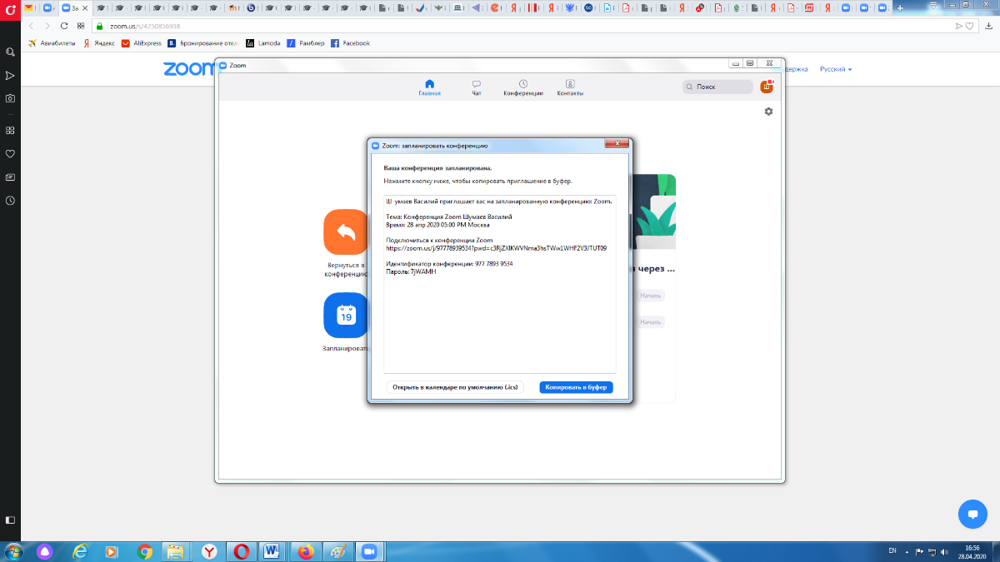 За
zoom.us/s/4250856938
Авиабилеты Яндекс AliExpress Бронирование отел Lamoda Рамблер Facebook
zoom
держка Русский
Zoom
Главная Чат Конференции Контакты Поиск
Zoom: запланировать конференцию
Ваша конференция запланирована.
Нажмите кнопку ниже, чтобы копировать приглашение в буфер.
Ш умаев Василий приглашает вас на запланированную конференцию: Zoom.
Тема: Конференция Zoom Шумаев Василий
Время: 28 апр 2020 05:00 PM Москва
Подключиться к конференции Zoom
https://zoom.us/j/97778939534?pwd=c3RjZXlKWVNma3hsTWw1WHF2V3JTUT09
Идентификатор конференции: 977 7893 9534
Пароль: 7jWAMH
Открыть в календаре по умолчанию (.ics) Копировать в буфер
Вернуться в
конференцию
19
Запланировать
я через ...
Начать
Начать
EN
16:56
28.04.2020